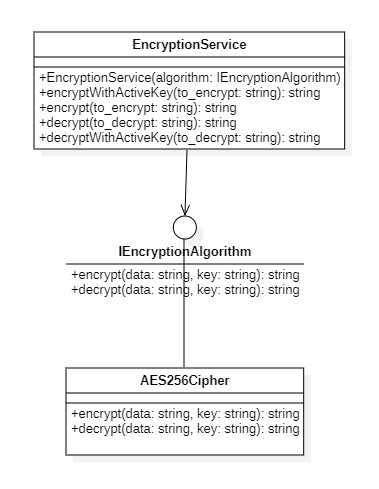 EncryptionService
+EncryptionService(algorithm: IEncryptionAlgorithm)
+encryptWithActiveKey(to_encrypt: string): string
+encrypt(to_encrypt: string): string
+decrypt(to_decrypt: string): string
+decryptWithActiveKey(to_decrypt: string): string
IEncryptionAlgorithm
+encrypt(data: string, key: string): string
+decrypt(data: string, key: string): string
AES256Cipher
+encrypt(data: string, key: string): string
+decrypt(data: string, key: string): string